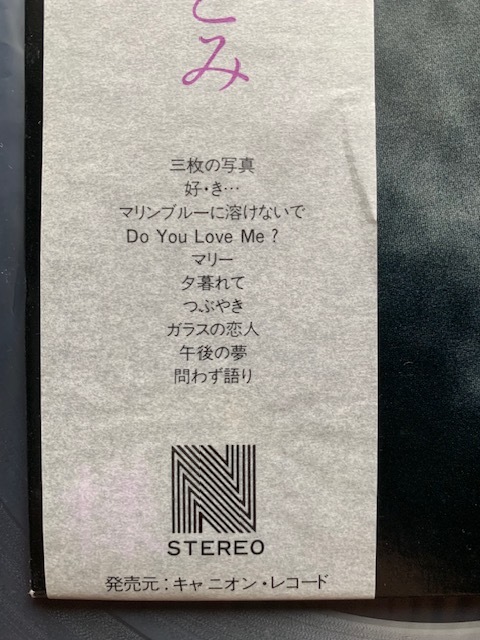 とみ
三枚の写真
好・き…
マリンブルーに溶けないで
Do You Love Me ?
マリー
夕暮れて
つぶやき
ガラスの恋人
午後の夢
問わず語り
N
STEREO
発売元：キャニオン・レコード